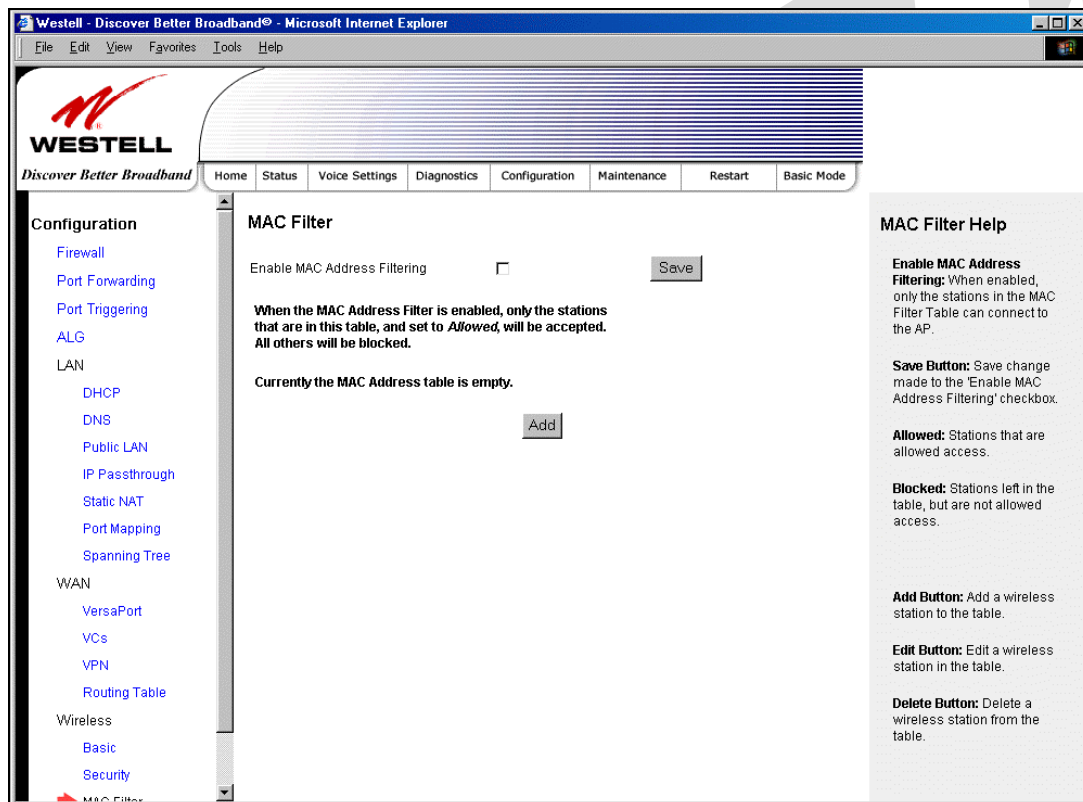 Westell - Discover Better Broadband® - Microsoft Internet Explorer
File Edit View Favorites Tools Help
WESTELL
®
Discover Better Broadband
Home Status Voice Settings Diagnostics Configuration Maintenance Restart Basic Mode
Configuration
Firewall
Port Forwarding
Port Triggering
ALG
LAN
DHCP
DNS
Public LAN
IP Passthrough
Static NAT
Port Mapping
Spanning Tree
WAN
VersaPort
VCs
VPN
Routing Table
Wireless
Basic
Security
MAC Filter
MAC Filter
Enable MAC Address Filtering
Save
When the MAC Address Filter is enabled, only the stations
that are in this table, and set to Allowed, will be accepted.
All others will be blocked.
Currently the MAC Address table is empty.
Add
MAC Filter Help
Enable MAC Address
Filtering: When enabled,
only the stations in the MAC
Filter Table can connect to
the AP.
Save Button: Save change
made to the 'Enable MAC
Address Filtering' checkbox.
Allowed: Stations that are
allowed access.
Blocked: Stations left in the
table, but are not allowed
access.
Add Button: Add a wireless
station to the table.
Edit Button: Edit a wireless
station in the table.
Delete Button: Delete a
wireless station from the
table.